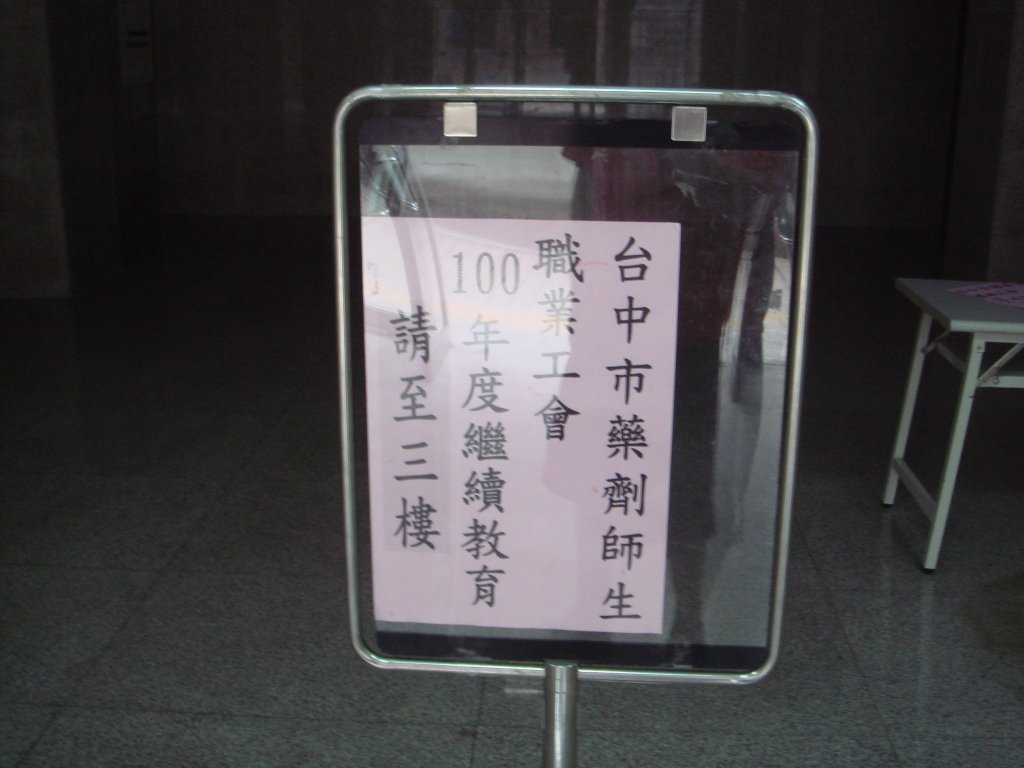 台中市藥劑師生
職業工會
100年度繼續教育
請至三樓